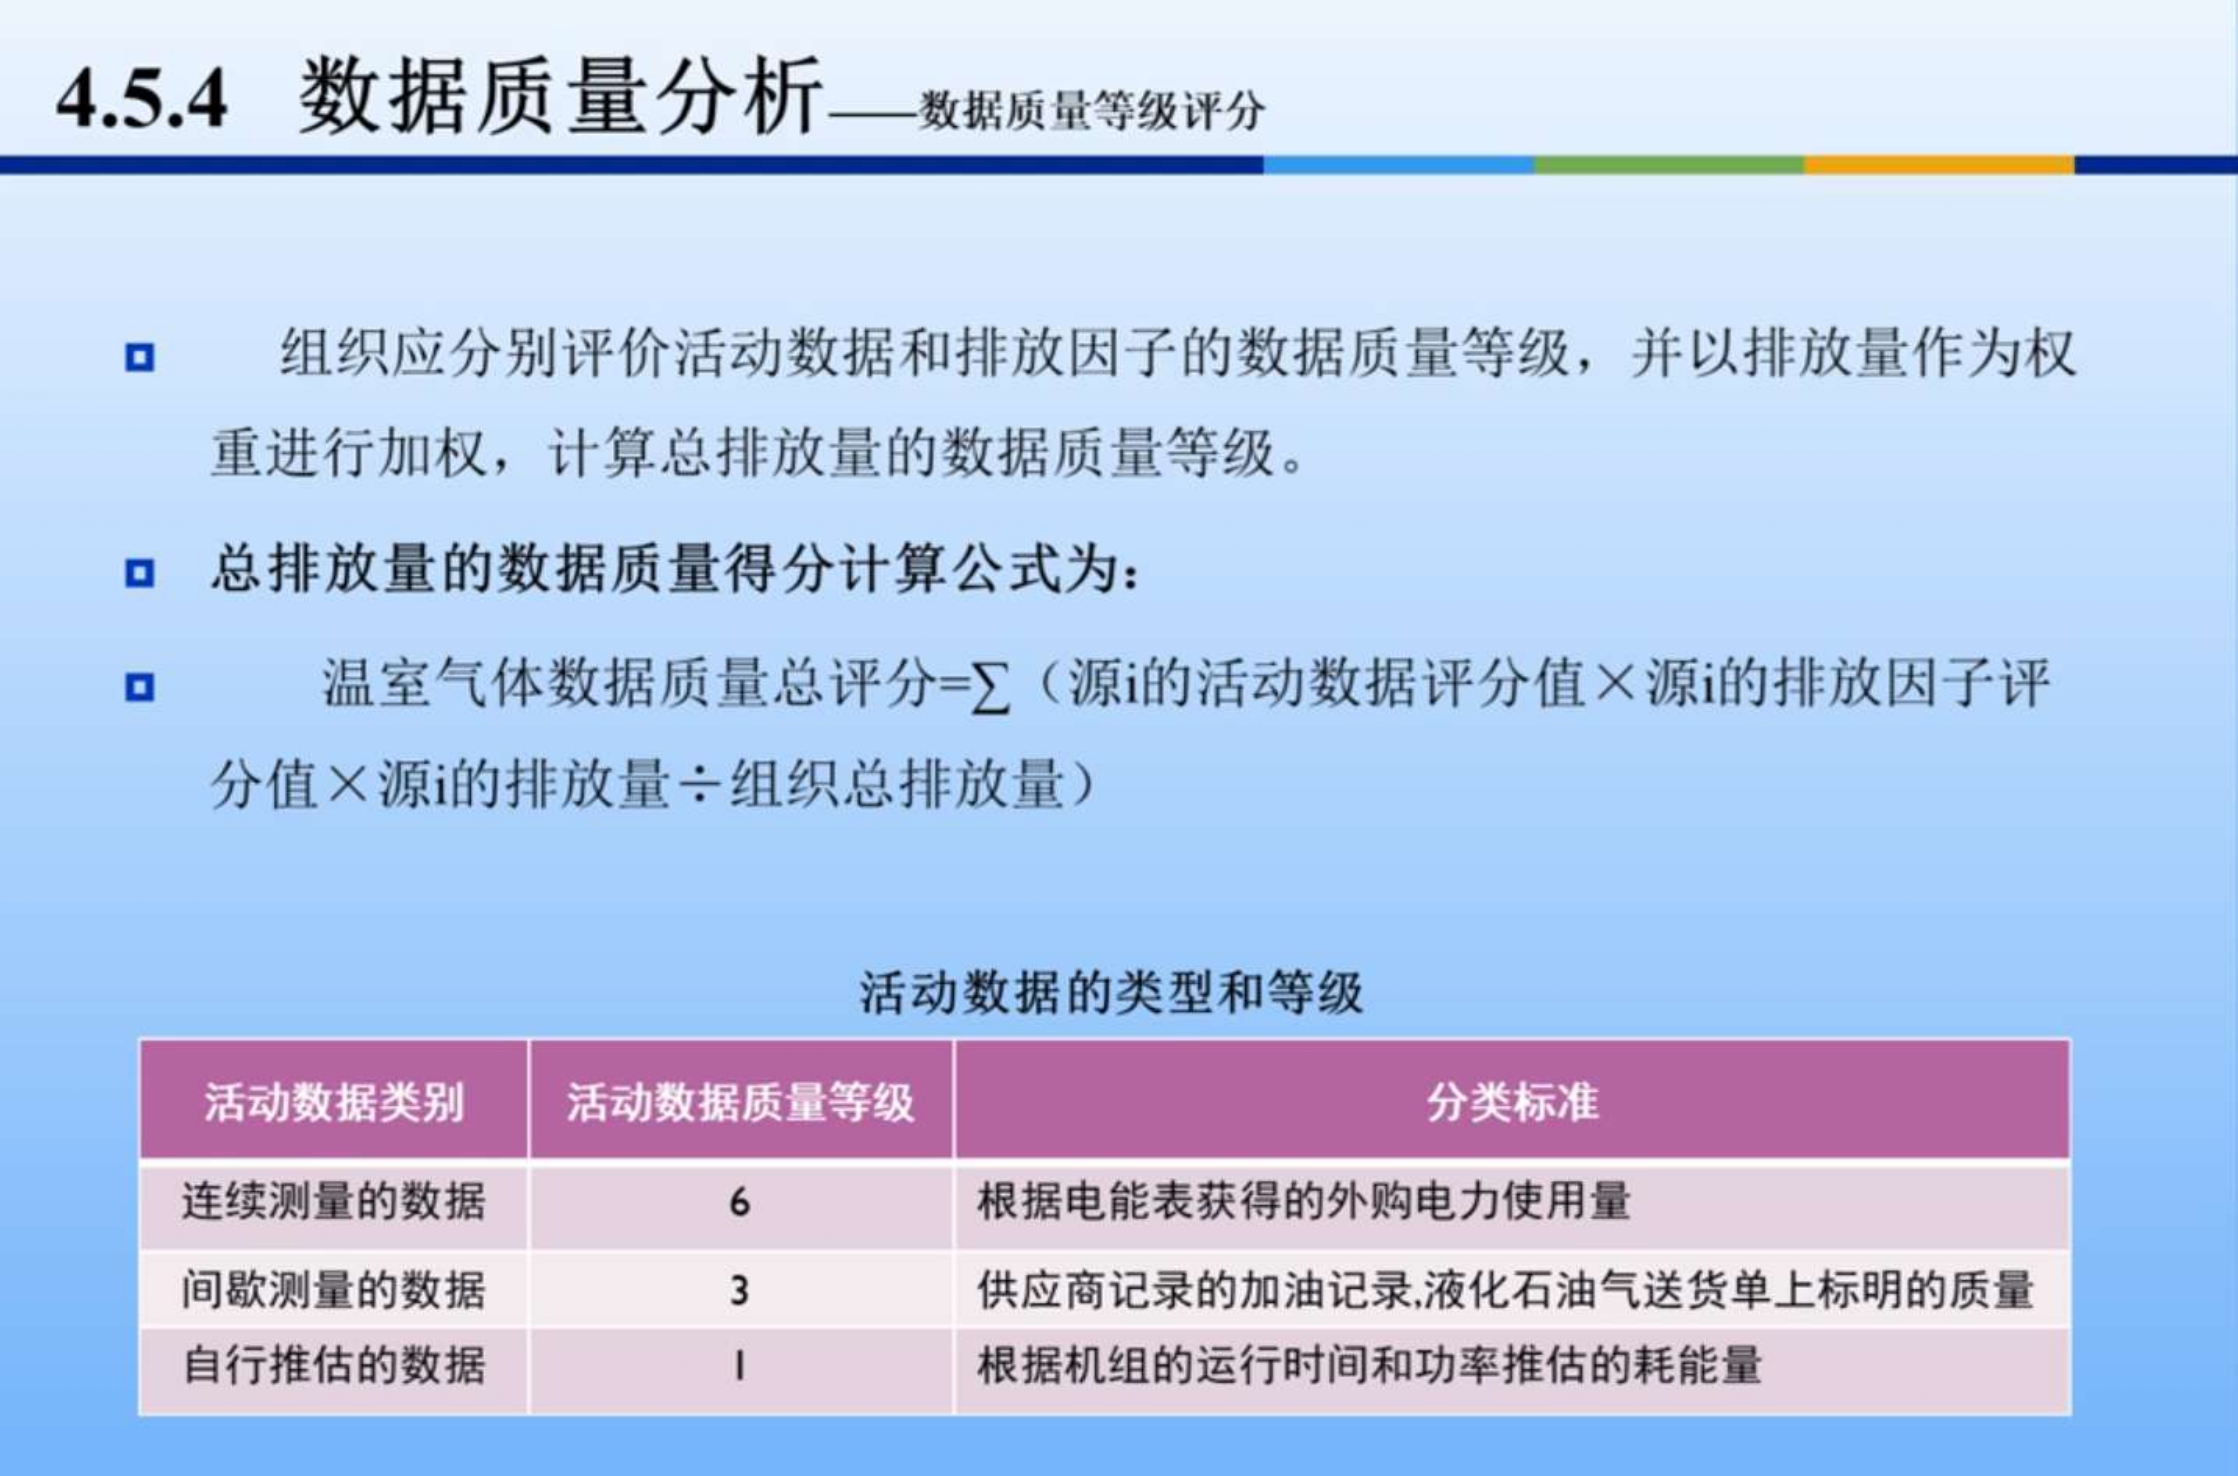 4.5.4 数据质量分析——数据质量等级评分
组织应分别评价活动数据和排放因子的数据质量等级，并以排放量作为权
重进行加权，计算总排放量的数据质量等级。
总排放量的数据质量得分计算公式为：
温室气体数据质量总评分=∑（源i的活动数据评分值×源i的排放因子评
分值×源i的排放量÷组织总排放量）
活动数据的类型和等级
活动数据类别 活动数据质量等级 分类标准
连续测量的数据 6 根据电能表获得的外购电力使用量
间歇测量的数据 3 供应商记录的加油记录,液化石油气送货单上标明的质量
自行推估的数据 1 根据机组的运行时间和功率推估的耗能量